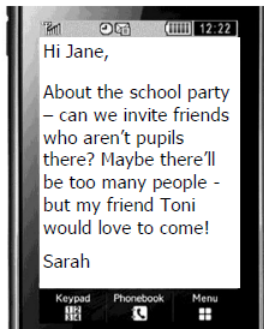 12:22
Hi Jane,
About the school party
– can we invite friends
who aren't pupils
there? Maybe there'll
be too many people -
but my friend Toni
would love to come!
Sarah
Keypad Phonebook Menu